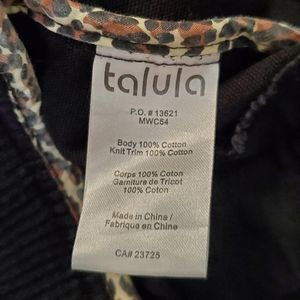 talula
P.O. # 13621
MWC54
Body 100% Cotton
Knit Trim 100% Cotton
Corps 100% Coton
Garniture de Tricot
100% Coton
Made in China /
Fabrique en Chine
CA# 23725